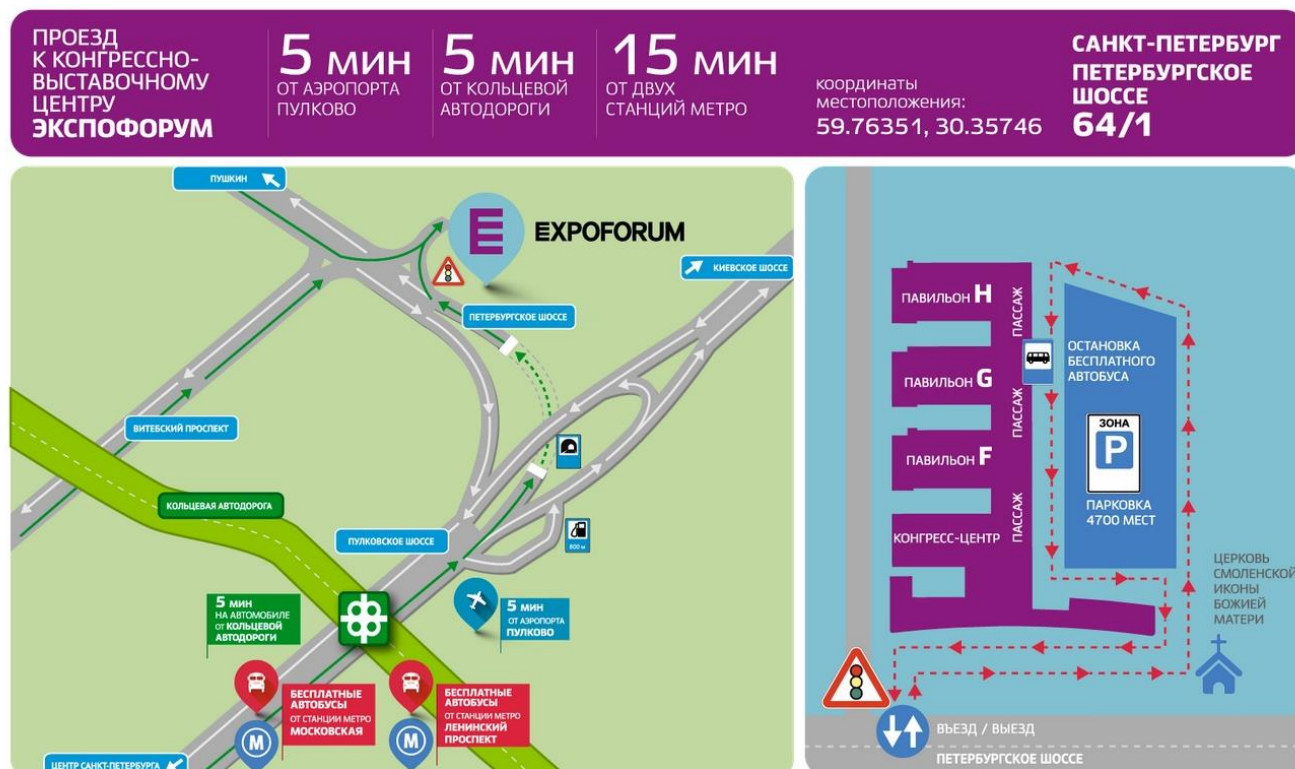 ПРОЕЗД
К КОНГРЕССНО-
ВЫСТАВОЧНОМУ
ЦЕНТРУ
ЭКСПОФОРУМ
5 МИН
ОТ АЭРОПОРТА
ПУЛКОВО
5 МИН
ОТ КОЛЬЦЕВОЙ
АВТОДОРОГИ
15 МИН
ОТ ДВУХ
СТАНЦИЙ МЕТРО
координаты
местоположения:
59.76351, 30.35746
САНКТ-ПЕТЕРБУРГ
ПЕТЕРБУРГСКОЕ
ШОССЕ
64/1
ПУШКИН
EXPOFORUM
КИЕВСКОЕ ШОССЕ
ПЕТЕРБУРГСКОЕ ШОССЕ
ВИТЕБСКИЙ ПРОСПЕКТ
КОЛЬЦЕВАЯ АВТОДОРОГА
ПУЛКОВСКОЕ ШОССЕ
600 м
5 МИН
НА АВТОМОБИЛЕ
ОТ КОЛЬЦЕВОЙ
АВТОДОРОГИ
5 МИН
ОТ АЭРОПОРТА
ПУЛКОВО
БЕСПЛАТНЫЕ
АВТОБУСЫ
ОТ СТАНЦИИ МЕТРО
МОСКОВСКАЯ
М
БЕСПЛАТНЫЕ
АВТОБУСЫ
ОТ СТАНЦИИ МЕТРО
ЛЕНИНСКИЙ
ПРОСПЕКТ
М
ЦЕНТР САНКТ-ПЕТЕРБУРГА
ПАВИЛЬОН H
ПАССАЖ
ПАВИЛЬОН G
ПАССАЖ
ПАВИЛЬОН F
ПАССАЖ
КОНГРЕСС-ЦЕНТР
ОСТАНОВКА
БЕСПЛАТНОГО
АВТОБУСА
ЗОНА
P
ПАРКОВКА
4700 МЕСТ
ЦЕРКОВЬ
СМОЛЕНСКОЙ
ИКОНЫ
БОЖИЕЙ
МАТЕРИ
ВЪЕЗД / ВЫЕЗД
ПЕТЕРБУРГСКОЕ ШОССЕ